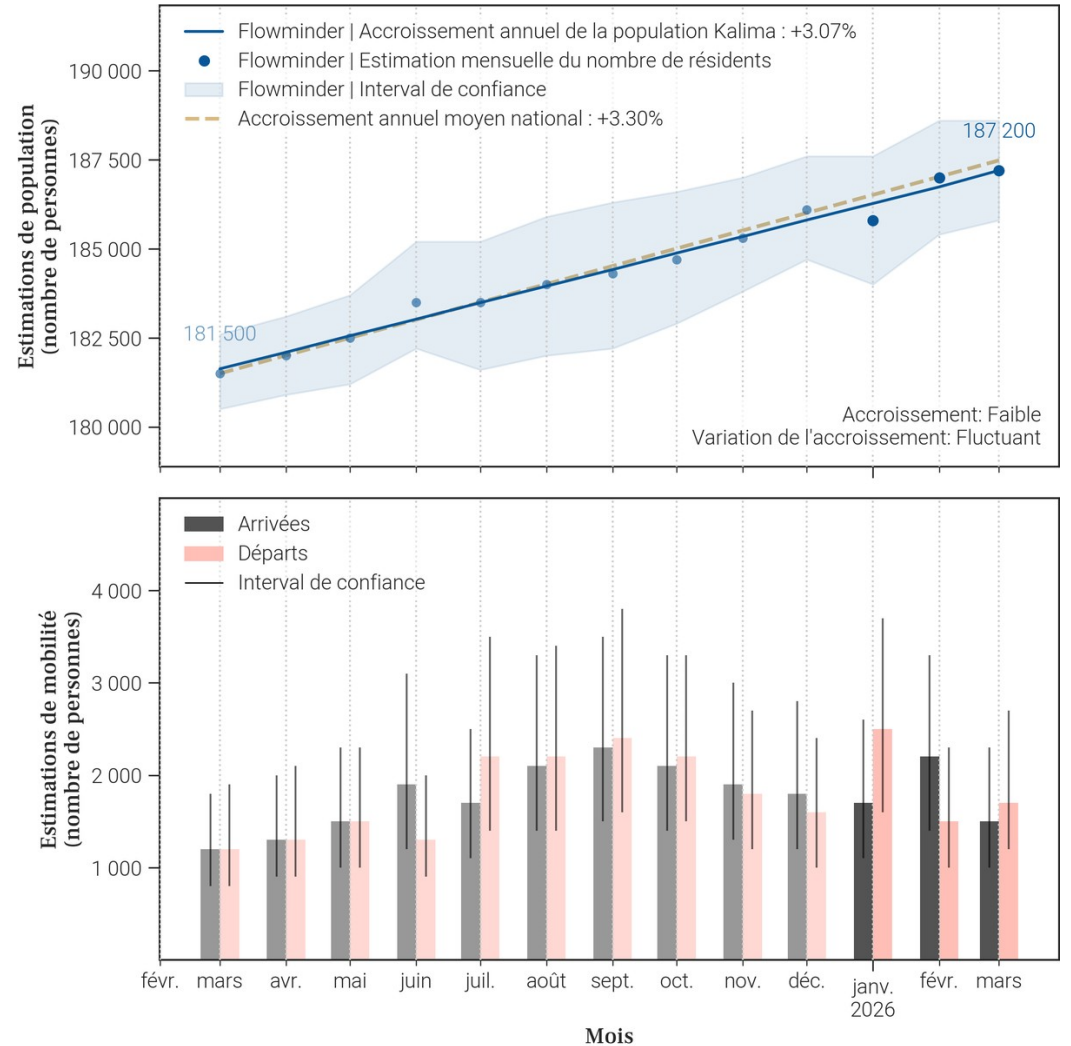 Flowminder | Accroissement annuel de la population Kalima : +3.07%
Flowminder | Estimation mensuelle du nombre de résidents
Flowminder | Interval de confiance
Accroissement annuel moyen national : +3.30%
190 000
187 500
185 000
182 500
180 000
Estimations de population
(nombre de personnes)
181 500
187 200
Accroissement: Faible
Variation de l'accroissement: Fluctuant
Arrivées
Départs
Interval de confiance
4 000
3 000
2 000
1 000
Estimations de mobilité
(nombre de personnes)
févr. mars avr. mai juin juil. août sept. oct. nov. déc. janv. févr. mars
2026
Mois